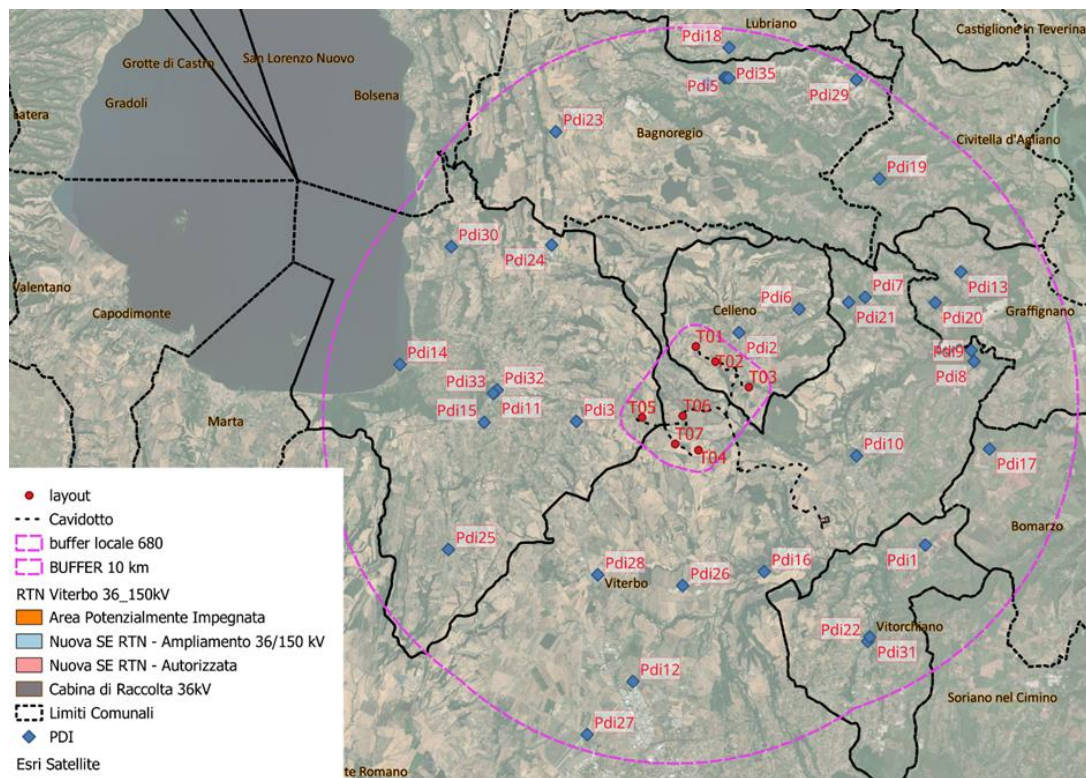 Lubriano
Castiglione in Teverina
Pdi18
Grotte di Castro
San Lorenzo Nuovo
Pdi5
Pdi35
Pdi29
Gradoli
Bolsena
Latera
Pdi23
Bagnoregio
Civitella d'Agliano
Pdi19
Pdi30
Pdi24
Valentano
Capodimonte
Pdi6
Pdi7
Pdi13
Celleno
Pdi21
Pdi20
Graffignano
T01
Pdi2
Pdi14
T02
Pdi9
Pdi8
Pdi33
Pdi32
T03
Marta
Pdi15
Pdi11
Pdi3
T05
T06
T07
T04
Pdi10
Pdi17
Bomarzo
Pdi25
Pdi28
Viterbo
Pdi26
Pdi16
Pdi1
Pdi22
Vitorchiano
Pdi31
Pdi12
Soriano nel Cimino
Pdi27
te Romano
layout
Cavidotto
buffer locale 680
BUFFER 10 km
RTN Viterbo 36_150kV
Area Potenzialmente Impegnata
Nuova SE RTN - Ampliamento 36/150 kV
Nuova SE RTN - Autorizzata
Cabina di Raccolta 36kV
Limiti Comunali
PDI
Esri Satellite